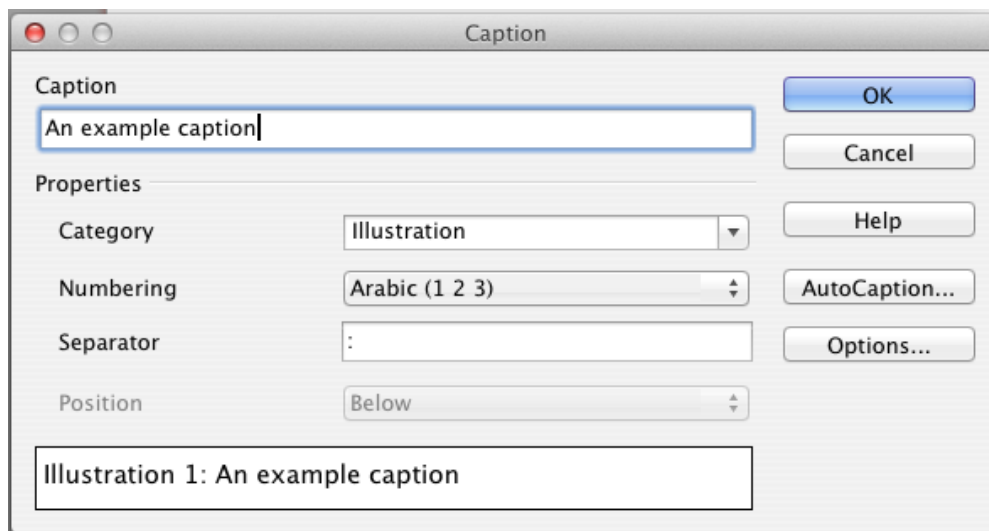 Caption
Caption
OK
An example caption
Cancel
Properties
Category Illustration
Help
Numbering Arabic (1 2 3)
AutoCaption...
Separator :
Options...
Position Below
Illustration 1: An example caption